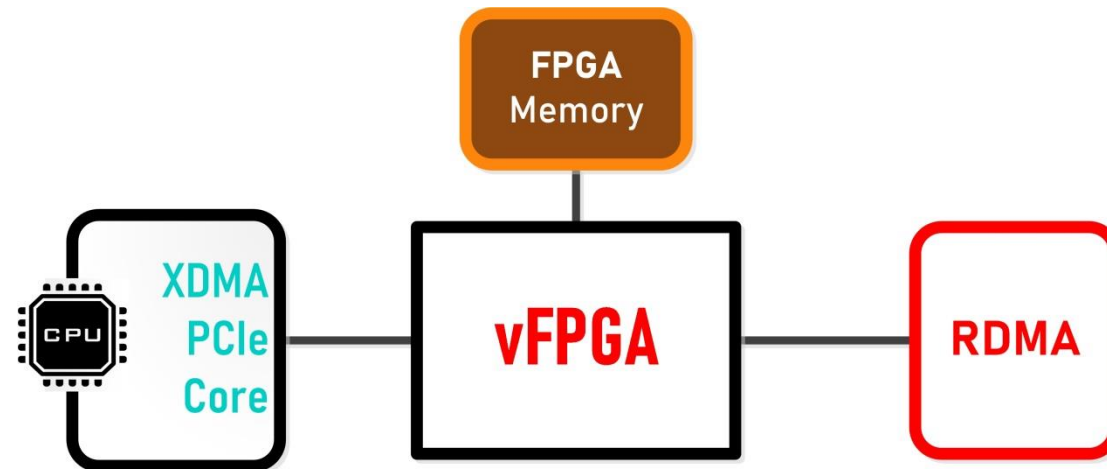 FPGA
Memory
CPU
XDMA
PCIe
Core
vFPGA
RDMA